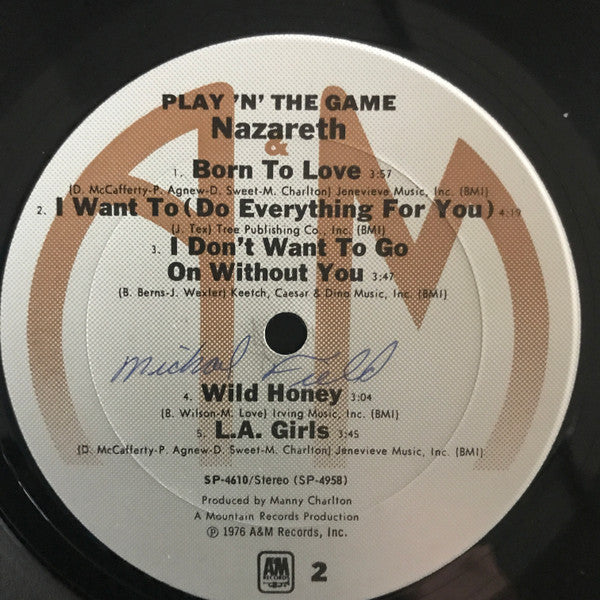 PLAY 'N' THE GAME
Nazareth
&
1. Born To Love 3:57
(D. McCafferty-P. Agnew-D. Sweet-M. Charlton) Jenevieve Music, Inc. (BMI)
2. I Want To (Do Everything For You) 4:19
(J. Tex) Tree Publishing Co., Inc. (BMI)
3. I Don't Want To Go
On Without You 3:47
(B. Berns-J. Wexter) Keetch, Caesar & Dino Music, Inc. (BMI)
Michael Field
4. Wild Honey 3:04
(B. Wilson-M. Love) Irving Music, Inc. (BMI)
5. L.A. Girls 3:45
(D. McCafferty-P. Agnew-D. Sweet-M. Charlton) Jenevieve Music, Inc. (BMI)
SP-4610/Stereo (SP-4958)
Produced by Manny Charlton
A Mountain Records Production
℗ 1976 A&M Records, Inc.
A&M
RECORDS
2